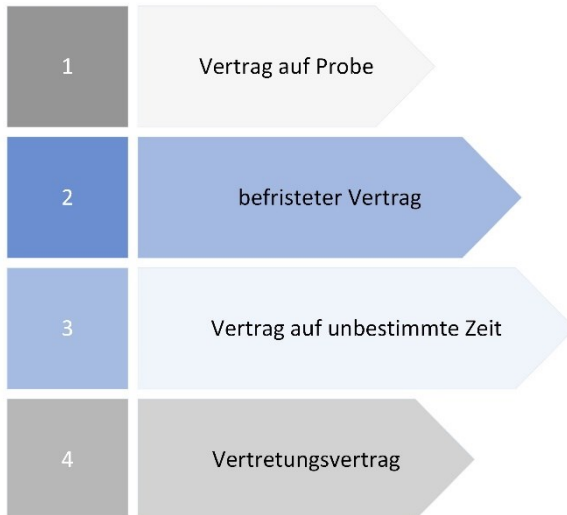 1 Vertrag auf Probe
2 befristeter Vertrag
3 Vertrag auf unbestimmte Zeit
4 Vertretungsvertrag